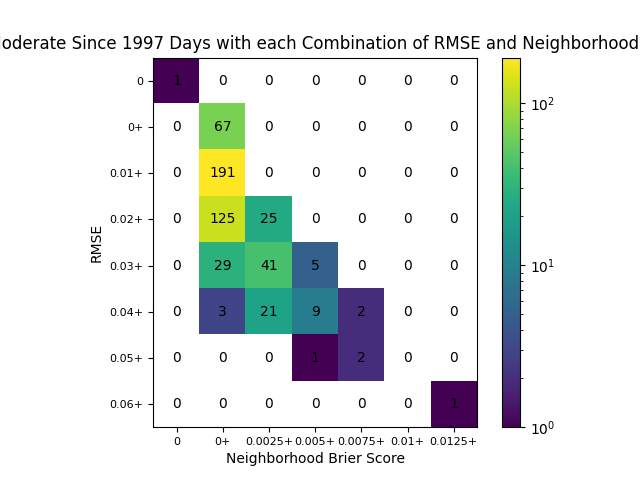 Moderate Since 1997 Days with each Combination of RMSE and Neighborhood
0 1 0 0 0 0 0 0
0+ 0 67 0 0 0 0 0
0.01+ 0 191 0 0 0 0 0
0.02+ 0 125 25 0 0 0 0
0.03+ 0 29 41 5 0 0 0
0.04+ 0 3 21 9 2 0 0
0.05+ 0 0 0 1 2 0 0
0.06+ 0 0 0 0 0 0 1
0 0+ 0.0025+ 0.005+ 0.0075+ 0.01+ 0.0125+
Neighborhood Brier Score
RMSE
10²
10¹
10⁰